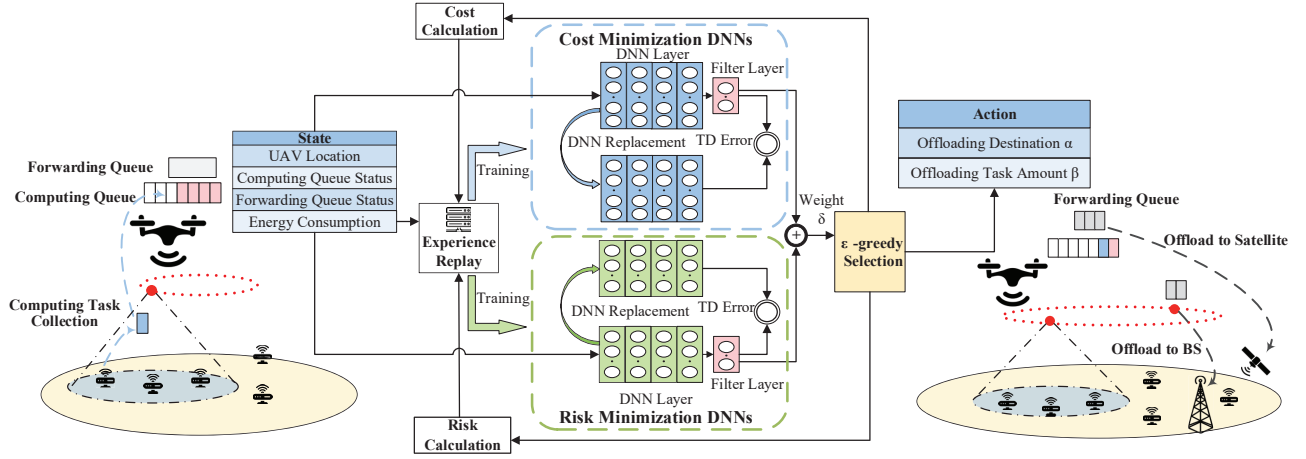 Forwarding Queue
Computing Queue
Computing Task
Collection
State
UAV Location
Computing Queue Status
Forwarding Queue Status
Energy Consumption
Cost
Calculation
Experience
Replay
Risk
Calculation
Training
Training
Cost Minimization DNNs
DNN Layer
Filter Layer
DNN Replacement
TD Error
DNN Replacement
TD Error
Filter Layer
DNN Layer
Risk Minimization DNNs
Weight
δ
ε -greedy
Selection
Action
Offloading Destination α
Offloading Task Amount β
Forwarding Queue
Offload to Satellite
Offload to BS